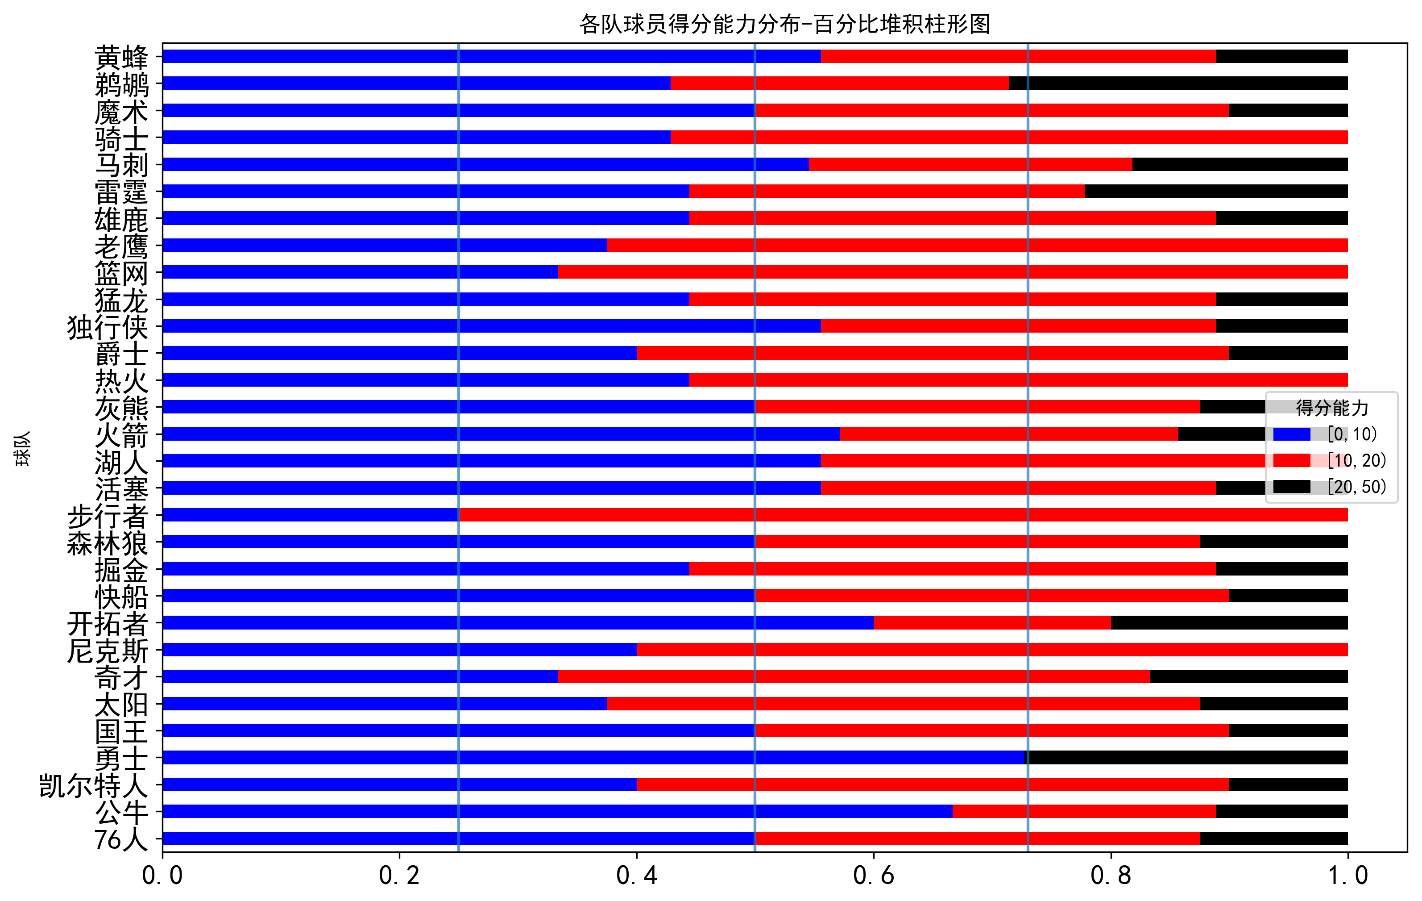 各队球员得分能力分布-百分比堆积柱形图
黄蜂
鹈鹕
魔术
骑士
马刺
雷霆
雄鹿
老鹰
篮网
猛龙
独行侠
爵士
热火
灰熊
火箭
湖人
活塞
步行者
森林狼
掘金
快船
开拓者
尼克斯
奇才
太阳
国王
勇士
凯尔特人
公牛
76人
球队
得分能力
[0,10)
[10,20)
[20,50)
0.0 0.2 0.4 0.6 0.8 1.0